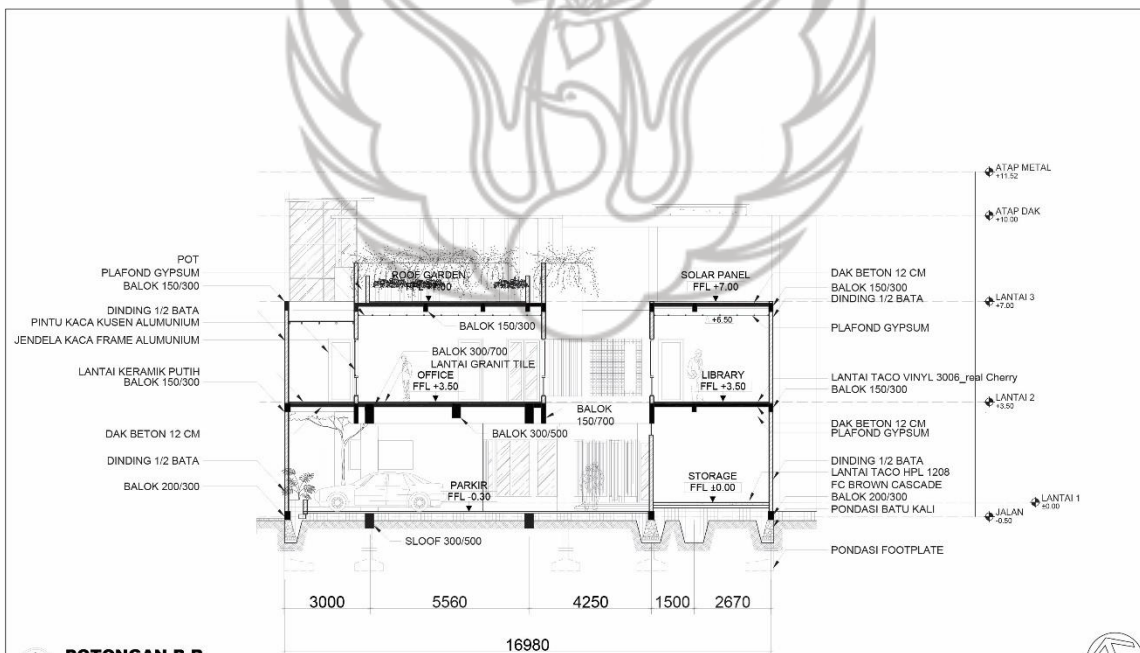 ATAP METAL
+11.52
ATAP DAK
+10.00
POT
PLAFOND GYPSUM
BALOK 150/300
DINDING 1/2 BATA
PINTU KACA KUSEN ALUMUNIUM
JENDELA KACA FRAME ALUMUNIUM
LANTAI KERAMIK PUTIH
BALOK 150/300
DAK BETON 12 CM
DINDING 1/2 BATA
BALOK 200/300
ROOF GARDEN
BALOK 150/300
BALOK 300/700
LANTAI GRANIT TILE
OFFICE
FFL +3.50
BALOK 300/500
BALOK
150/700
PARKIR
FFL -0.30
SLOOF 300/500
SOLAR PANEL
FFL +7.00
+6.50
LIBRARY
FFL +3.50
STORAGE
FFL ±0.00
DAK BETON 12 CM
BALOK 150/300
DINDING 1/2 BATA
PLAFOND GYPSUM
LANTAI TACO VINYL 3006_real Cherry
BALOK 150/300
DAK BETON 12 CM
PLAFOND GYPSUM
DINDING 1/2 BATA
LANTAI TACO HPL 1208
FC BROWN CASCADE
BALOK 200/300
PONDASI BATU KALI
PONDASI FOOTPLATE
LANTAI 3
+7.00
LANTAI 2
+3.50
LANTAI 1
±0.00
JALAN
-0.50
3000 5560 4250 1500 2670
16980